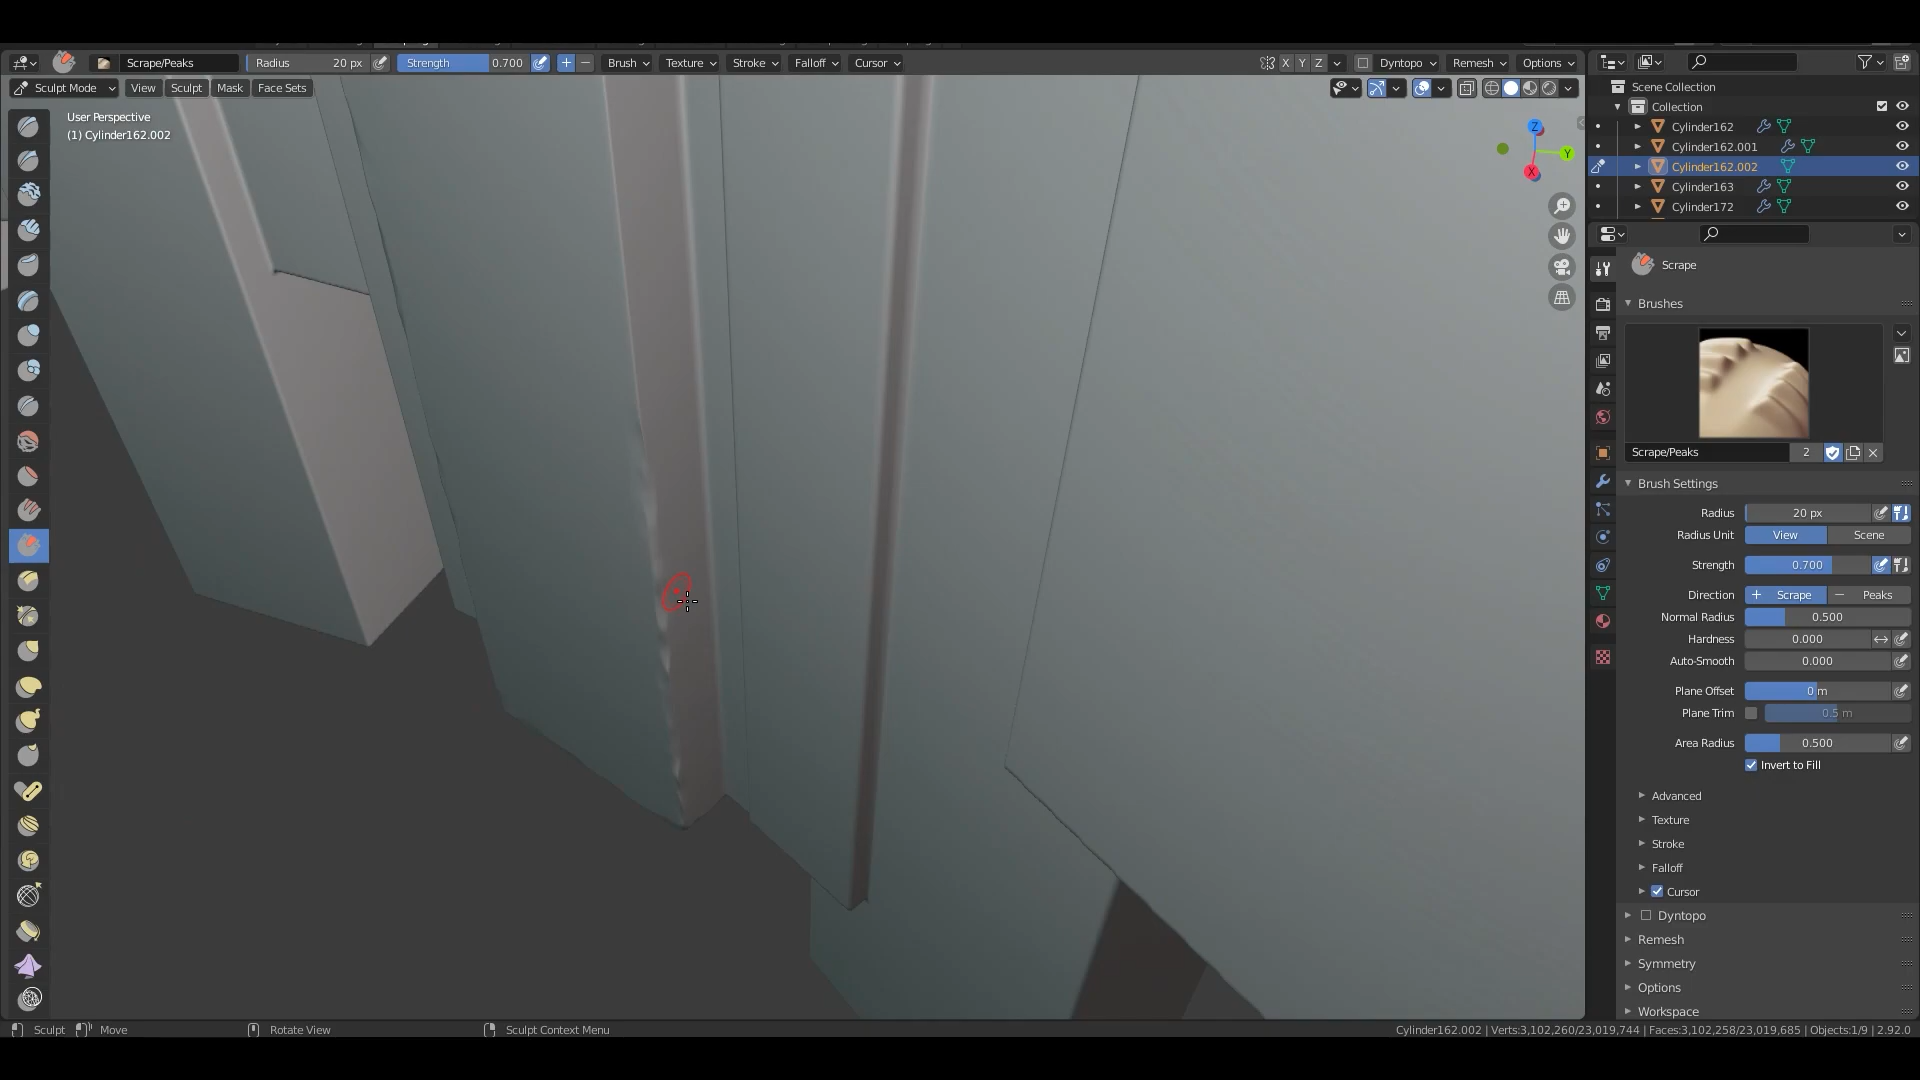 Scrape/Peaks Radius 20 px Strength 0.700 Brush Texture Stroke Falloff Cursor X Y Z Dyntopo Remesh Options
Sculpt Mode View Sculpt Mask Face Sets
User Perspective
(1) Cylinder162.002
Z
Y
X
Scene Collection
Collection
Cylinder162
Cylinder162.001
Cylinder162.002
Cylinder163
Cylinder172
Scrape
Brushes
Scrape/Peaks 2
Brush Settings
Radius 20 px
Radius Unit View Scene
Strength 0.700
Direction + Scrape − Peaks
Normal Radius 0.500
Hardness 0.000
Auto-Smooth 0.000
Plane Offset 0 m
Plane Trim 0.5 m
Area Radius 0.500
Invert to Fill
Advanced
Texture
Stroke
Falloff
Cursor
Dyntopo
Remesh
Symmetry
Options
Workspace
Sculpt Move Rotate View Sculpt Context Menu Cylinder162.002 | Verts:3,102,260/23,019,744 | Faces:3,102,258/23,019,685 | Objects:1/9 | 2.92.0